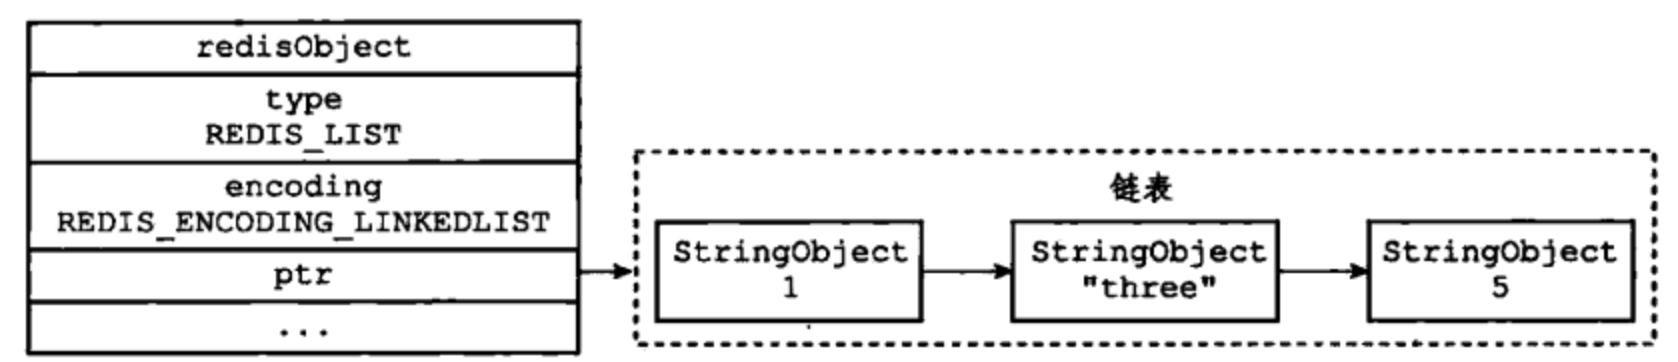 redisObject
type
REDIS_LIST
encoding
REDIS_ENCODING_LINKEDLIST
ptr
...
链表
StringObject
1
StringObject
"three"
StringObject
5